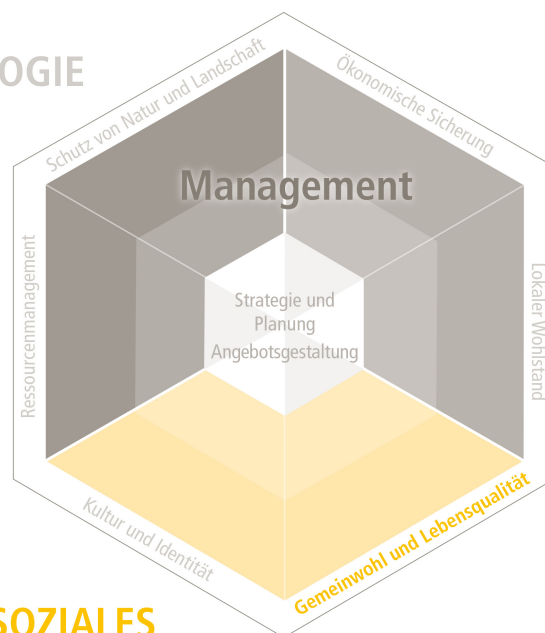 OGIE
Schutz von Natur und Landschaft
Ökonomische Sicherung
Management
Ressourcenmanagement
Strategie und
Planung
Angebotsgestaltung
Lokaler Wohlstand
Kultur und Identität
Gemeinwohl und Lebensqualität
SOZIALES